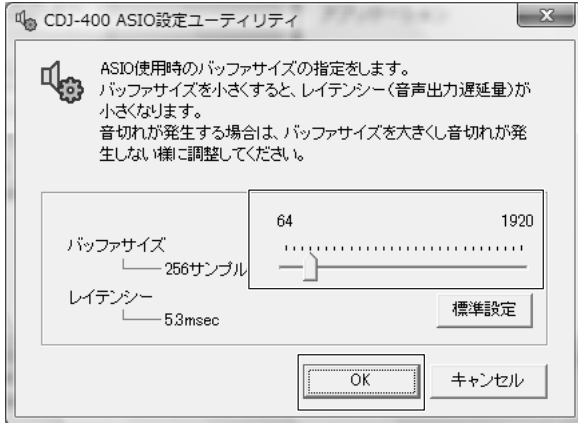 CDJ-400 ASIO設定ユーティリティ
ASIO使用時のバッファサイズの指定をします。
バッファサイズを小さくすると、レイテンシー(音声出力遅延量)が
小さくなります。
音切れが発生する場合は、バッファサイズを大きくし音切れが発
生しない様に調整してください。
64
1920
バッファサイズ
256サンプル
レイテンシー
5.3msec
標準設定
OK
キャンセル